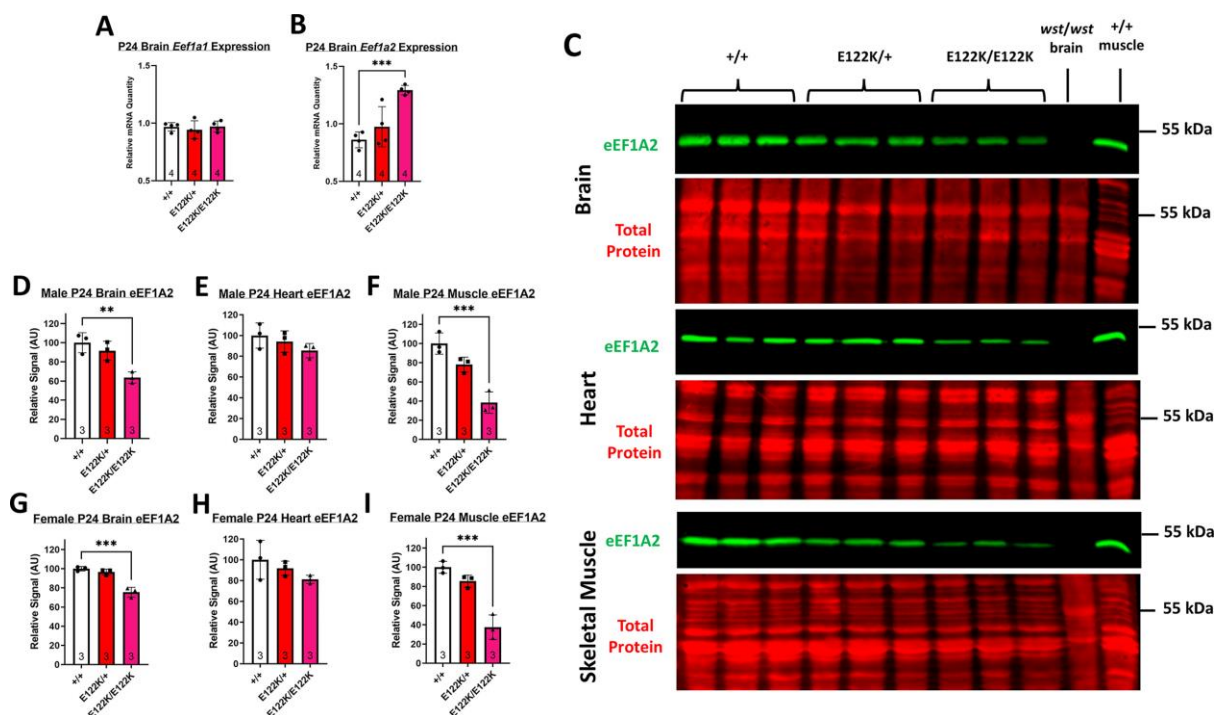 A
P24 Brain Eef1a1 Expression
Relative mRNA Quantity
1.5
1.0
0.5
4
4
4
+/+
E122K/+
E122K/E122K
B
P24 Brain Eef1a2 Expression
***
Relative mRNA Quantity
1.5
1.0
0.5
4
4
4
+/+
E122K/+
E122K/E122K
C
+/+
E122K/+
E122K/E122K
wst/wst
brain
+/+
muscle
Brain
eEF1A2
55 kDa
Total
Protein
55 kDa
Heart
eEF1A2
55 kDa
Total
Protein
55 kDa
Skeletal Muscle
eEF1A2
55 kDa
Total
Protein
55 kDa
D
Male P24 Brain eEF1A2
**
Relative Signal (AU)
120
100
80
60
40
20
0
3
3
3
+/+
E122K/+
E122K/E122K
E
Male P24 Heart eEF1A2
Relative Signal (AU)
120
100
80
60
40
20
0
3
3
3
+/+
E122K/+
E122K/E122K
F
Male P24 Muscle eEF1A2
***
Relative Signal (AU)
120
100
80
60
40
20
0
3
3
3
+/+
E122K/+
E122K/E122K
G
Female P24 Brain eEF1A2
***
Relative Signal (AU)
120
100
80
60
40
20
0
3
3
3
+/+
E122K/+
E122K/E122K
H
Female P24 Heart eEF1A2
Relative Signal (AU)
120
100
80
60
40
20
0
3
3
3
+/+
E122K/+
E122K/E122K
I
Female P24 Muscle eEF1A2
***
Relative Signal (AU)
120
100
80
60
40
20
0
3
3
3
+/+
E122K/+
E122K/E122K